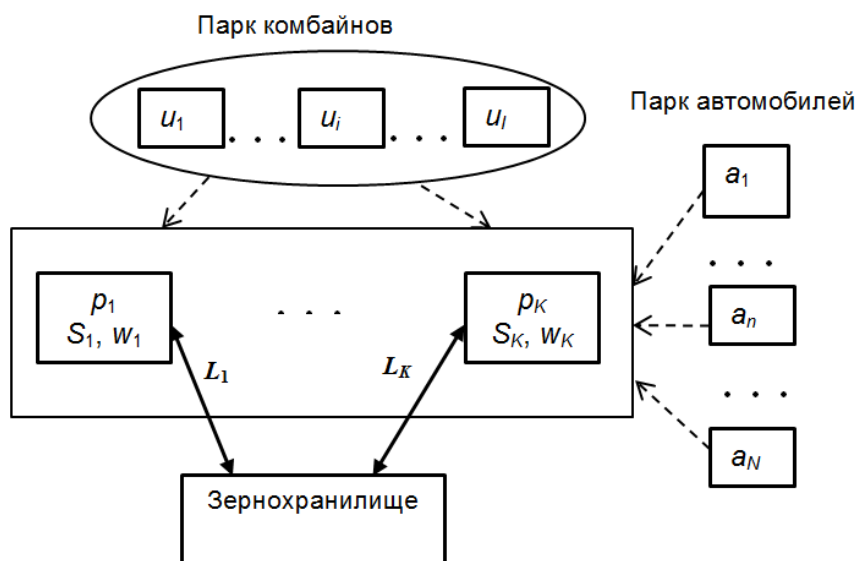 Парк комбайнов
u1 . . . ui . . . uI
Парк автомобилей
a1
. . .
an
. . .
aN
p1
S1, w1
. . .
pK
SK, wK
L1
LK
Зернохранилище